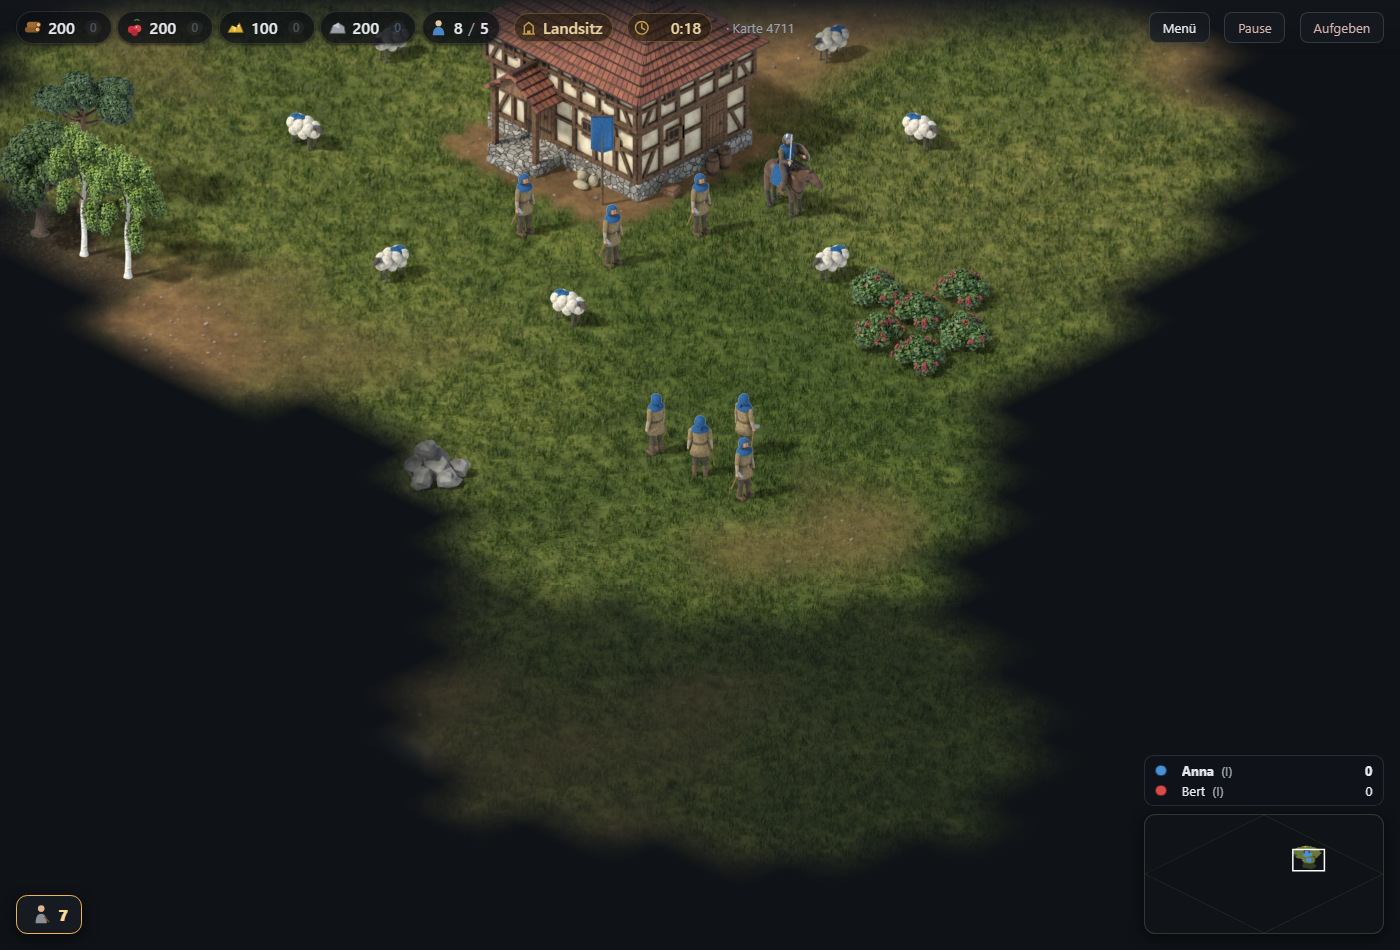 200 0 200 0 100 0 200 0 8 / 5 Landsitz 0:18 · Karte 4711 Menü Pause Aufgeben
Anna (I) 0
Bert (I) 0
7